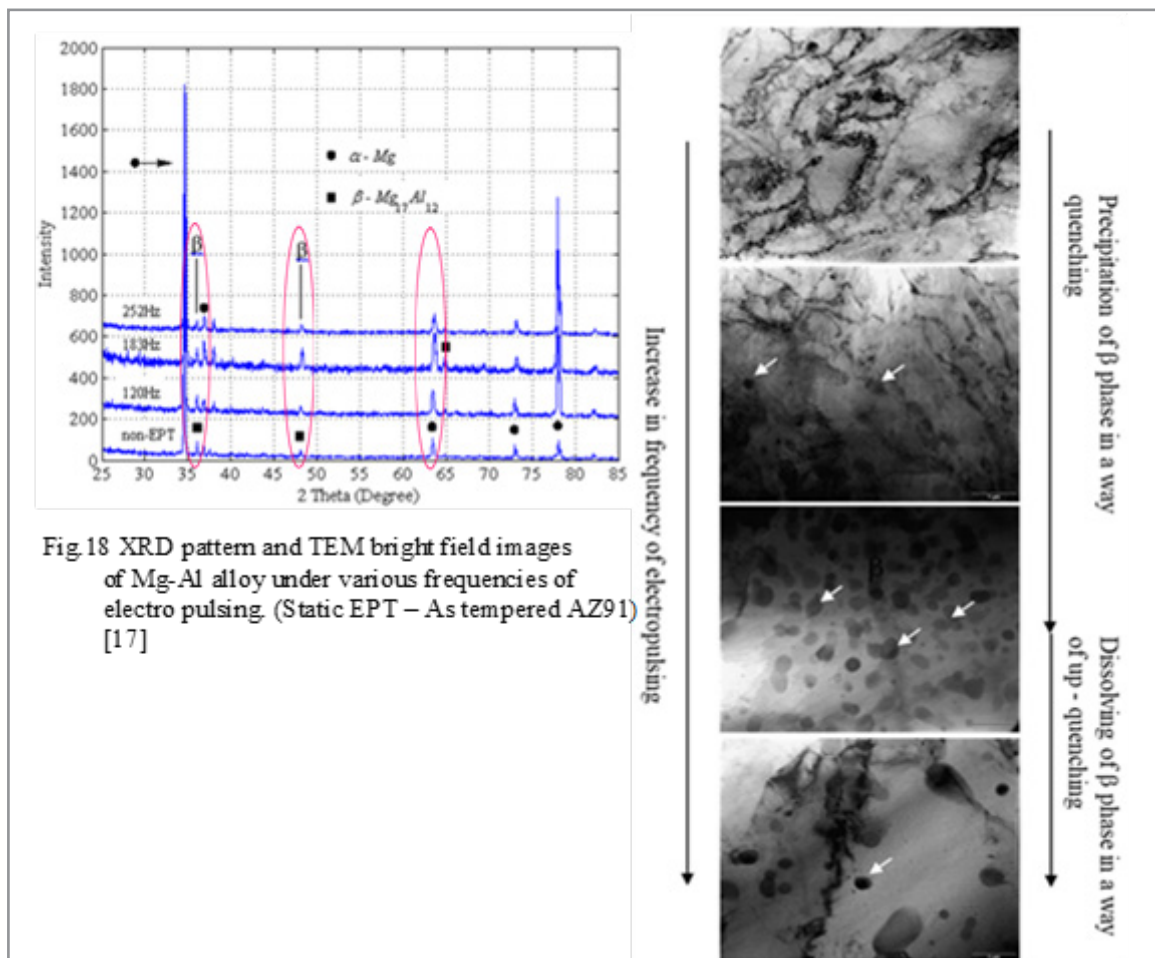 2000
1800
1600
1400
1200
1000
800
600
400
200
0
Intensity
α - Mg
β - Mg17Al12
β
β
252Hz
183Hz
120Hz
non-EPT
25 30 35 40 45 50 55 60 65 70 75 80 85
2 Theta (Degree)
Fig.18 XRD pattern and TEM bright field images
of Mg-Al alloy under various frequencies of
electro pulsing. (Static EPT – As tempered AZ91)
[17]
Increase in frequency of electropulsing
β
Precipitation of β phase in a way
quenching
Dissolving of β phase in a way
of up - quenching